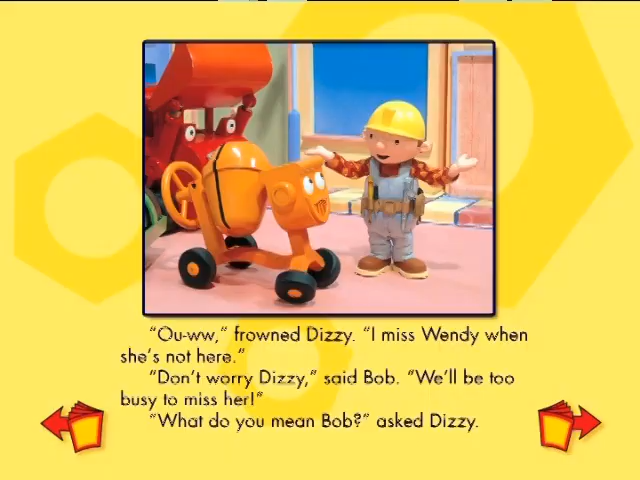 "Ou-ww," frowned Dizzy. "I miss Wendy when
she's not here."
"Don't worry Dizzy," said Bob. "We'll be too
busy to miss her!"
"What do you mean Bob?" asked Dizzy.